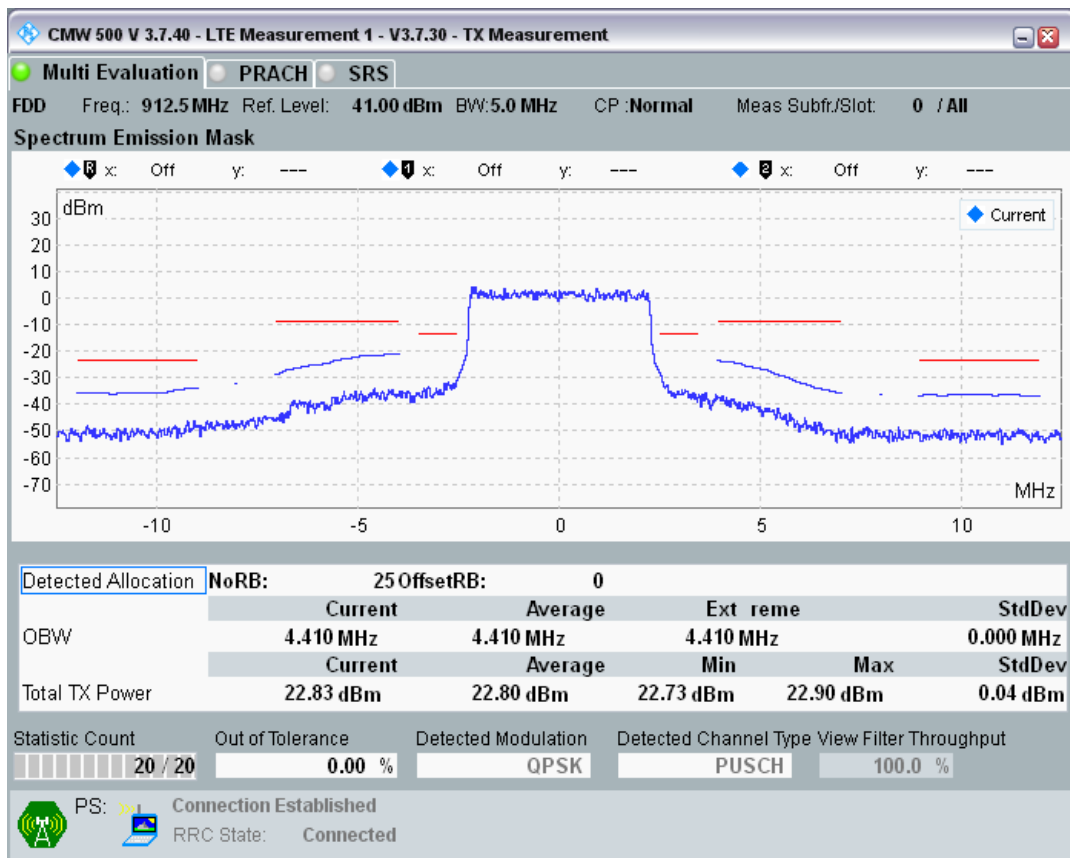 CMW 500 V 3.7.40 - LTE Measurement 1 - V3.7.30 - TX Measurement
Multi Evaluation PRACH SRS
FDD Freq.: 912.5 MHz Ref. Level: 41.00 dBm BW:5.0 MHz CP :Normal Meas Subfr./Slot: 0 / All
Spectrum Emission Mask
R x: Off y: --- 1 x: Off y: --- 2 x: Off y: ---
dBm
Current
30
20
10
0
-10
-20
-30
-40
-50
-60
-70
MHz
-10 -5 0 5 10
Detected Allocation NoRB: 25 OffsetRB: 0
Current Average Ext reme StdDev
OBW 4.410 MHz 4.410 MHz 4.410 MHz 0.000 MHz
Current Average Min Max StdDev
Total TX Power 22.83 dBm 22.80 dBm 22.73 dBm 22.90 dBm 0.04 dBm
Statistic Count Out of Tolerance Detected Modulation Detected Channel Type View Filter Throughput
20 / 20 0.00 % QPSK PUSCH 100.0 %
PS: Connection Established
RRC State: Connected